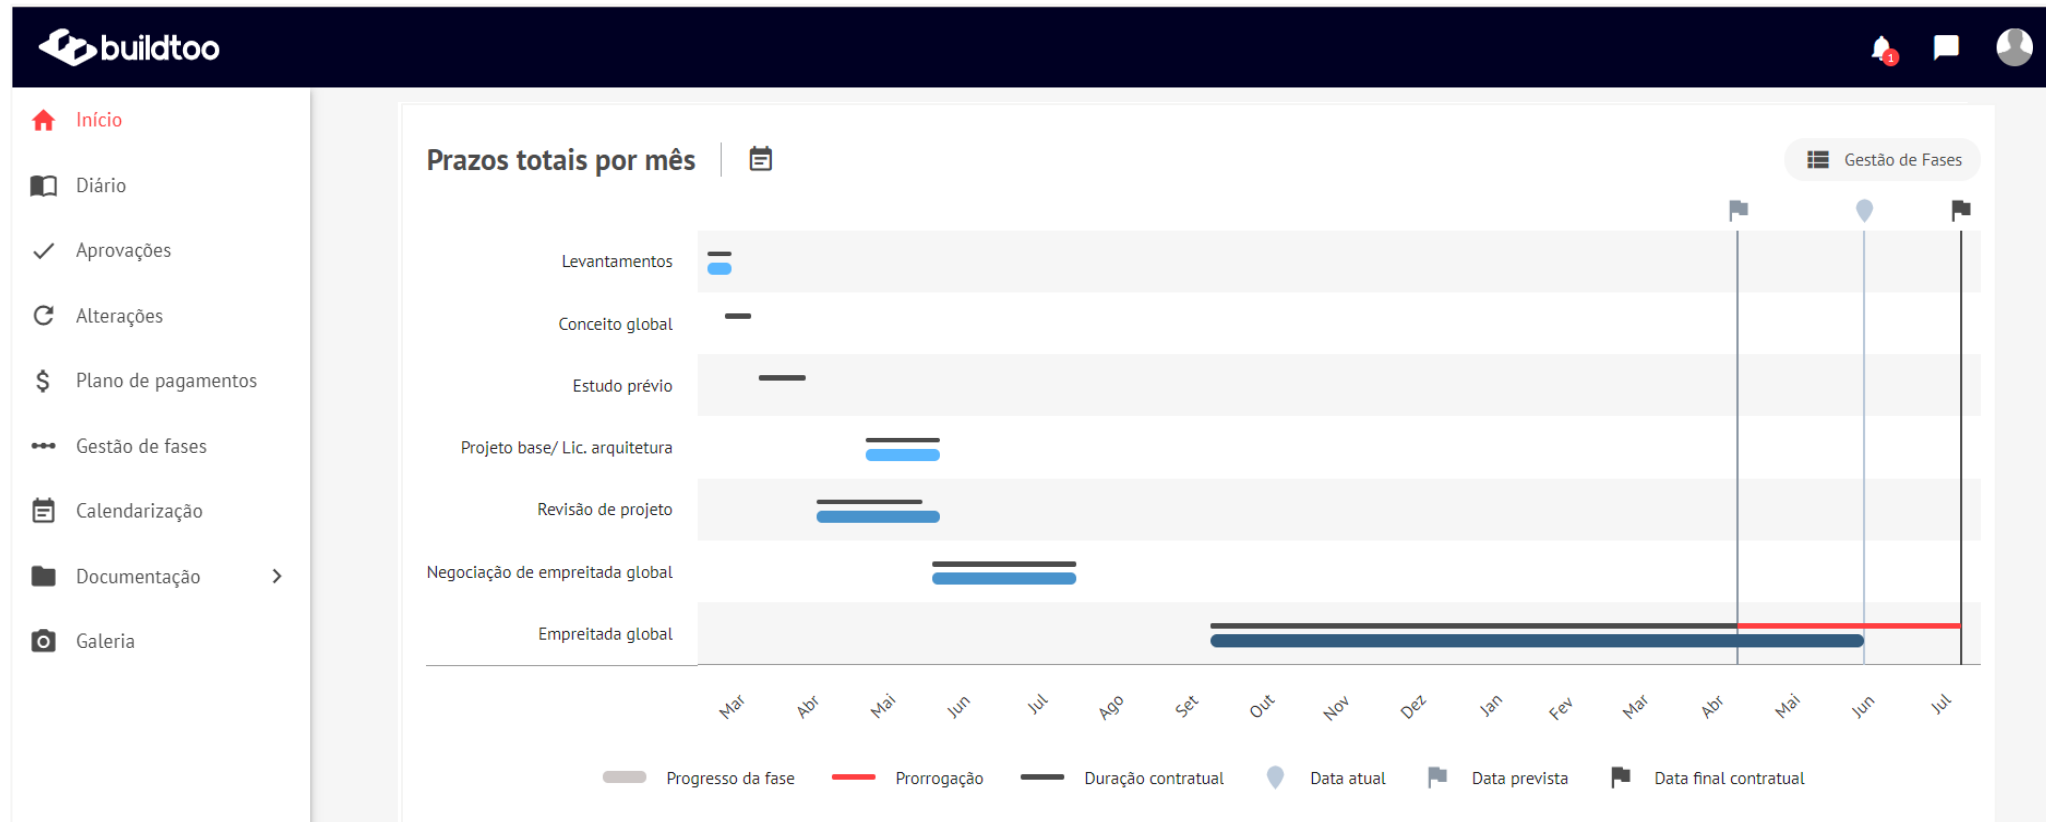 buildtoo
1
Início
Diário
Aprovações
Alterações
Plano de pagamentos
Gestão de fases
Calendarização
Documentação
Galeria
Prazos totais por mês
Gestão de Fases
Levantamentos
Conceito global
Estudo prévio
Projeto base/ Lic. arquitetura
Revisão de projeto
Negociação de empreitada global
Empreitada global
Mar Abr Mai Jun Jul Ago Set Out Nov Dez Jan Fev Mar Abr Mai Jun Jul
Progresso da fase Prorrogação Duração contratual Data atual Data prevista Data final contratual